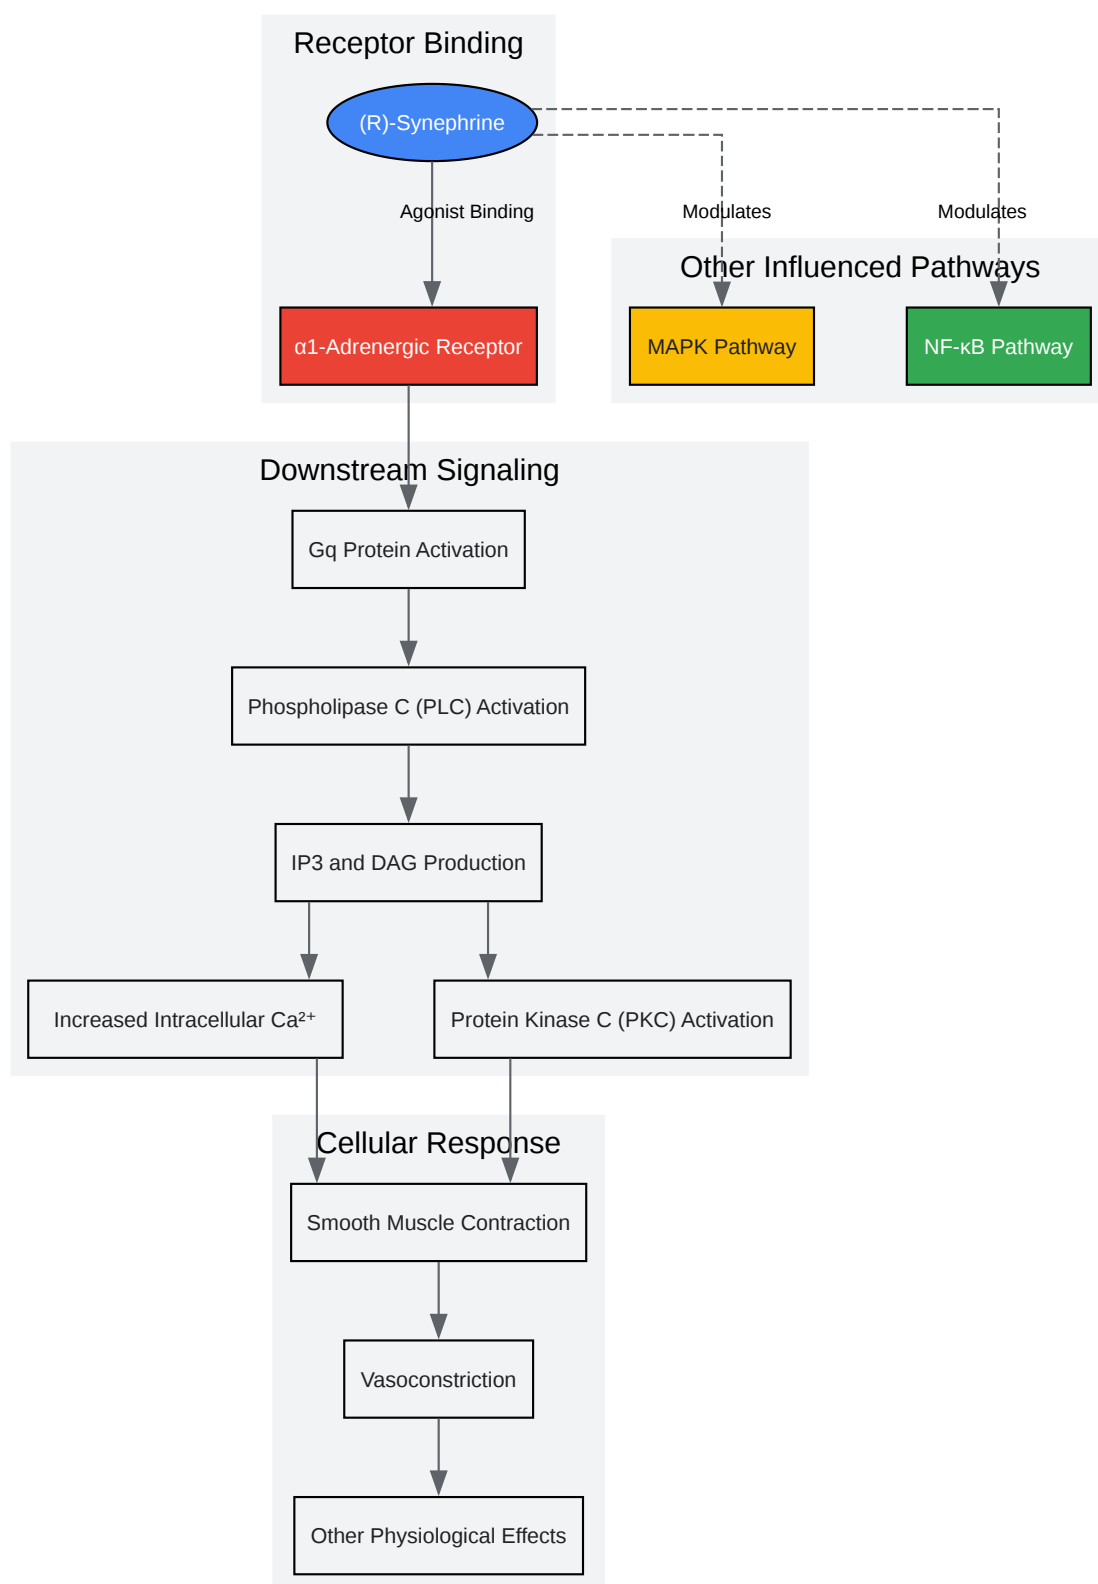 Receptor Binding
(R)-Synephrine
Agonist Binding
Modulates
Modulates
Other Influenced Pathways
α1-Adrenergic Receptor
MAPK Pathway
NF-κB Pathway
Downstream Signaling
Gq Protein Activation
Phospholipase C (PLC) Activation
IP3 and DAG Production
Increased Intracellular Ca²⁺
Protein Kinase C (PKC) Activation
Cellular Response
Smooth Muscle Contraction
Vasoconstriction
Other Physiological Effects